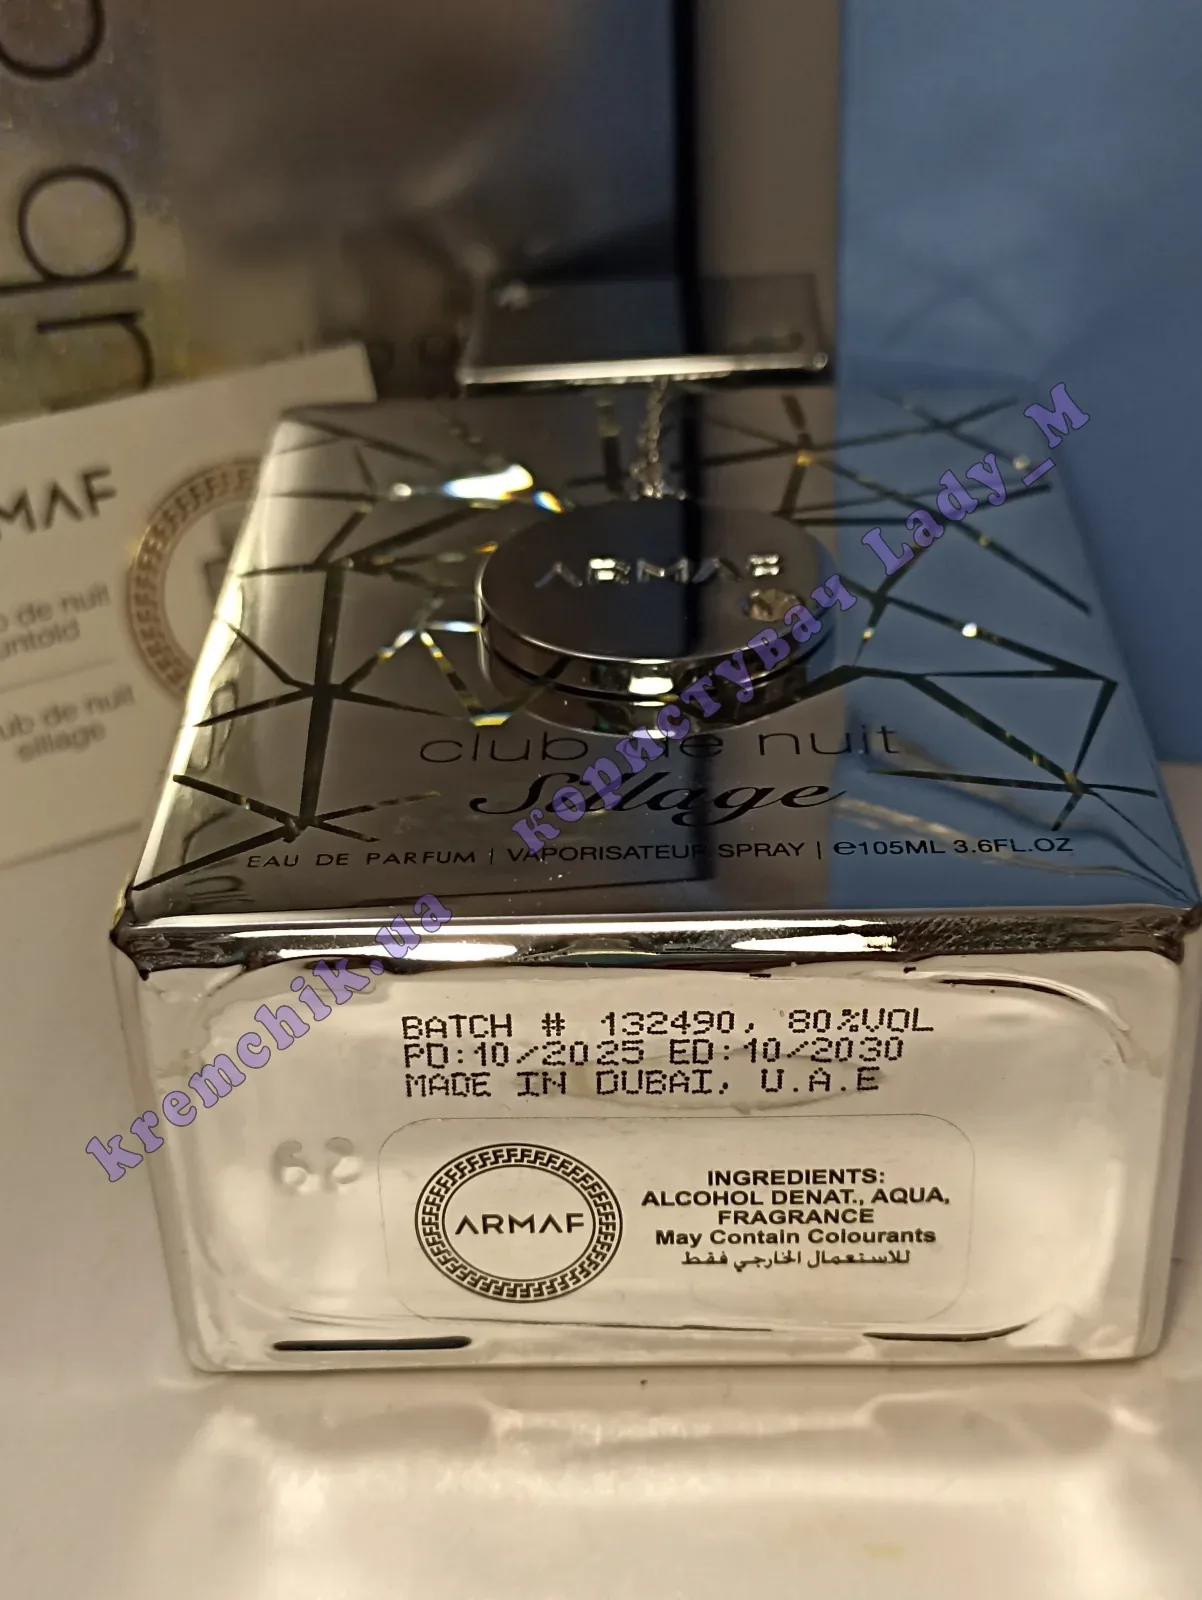 club
ARMAF
club de nuit
untold
club de nuit
sillage
ARMAF
club de nuit
Sillage
EAU DE PARFUM | VAPORISATEUR SPRAY | e105ML 3.6FL.OZ
BATCH # 132490, 80%VOL
PD:10/2025 ED:10/2030
MADE IN DUBAI, U.A.E
62
ARMAF
INGREDIENTS:
ALCOHOL DENAT., AQUA,
FRAGRANCE
May Contain Colourants
للاستعمال الخارجي فقط
kremchik.ua користувач Lady_M